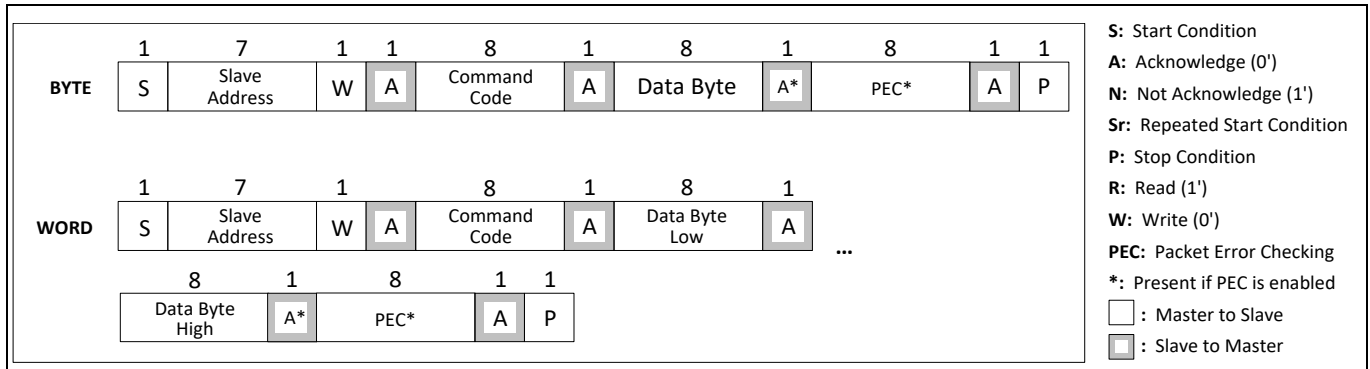 1 7 1 1 8 1 8 1 8 1 1
BYTE S Slave Address W A Command Code A Data Byte A* PEC* A P
1 7 1 8 1 8 1
WORD S Slave Address W A Command Code A Data Byte Low A ...
8 1 8 1 1
Data Byte High A* PEC* A P
S: Start Condition
A: Acknowledge (0')
N: Not Acknowledge (1')
Sr: Repeated Start Condition
P: Stop Condition
R: Read (1')
W: Write (0')
PEC: Packet Error Checking
*: Present if PEC is enabled
: Master to Slave
: Slave to Master